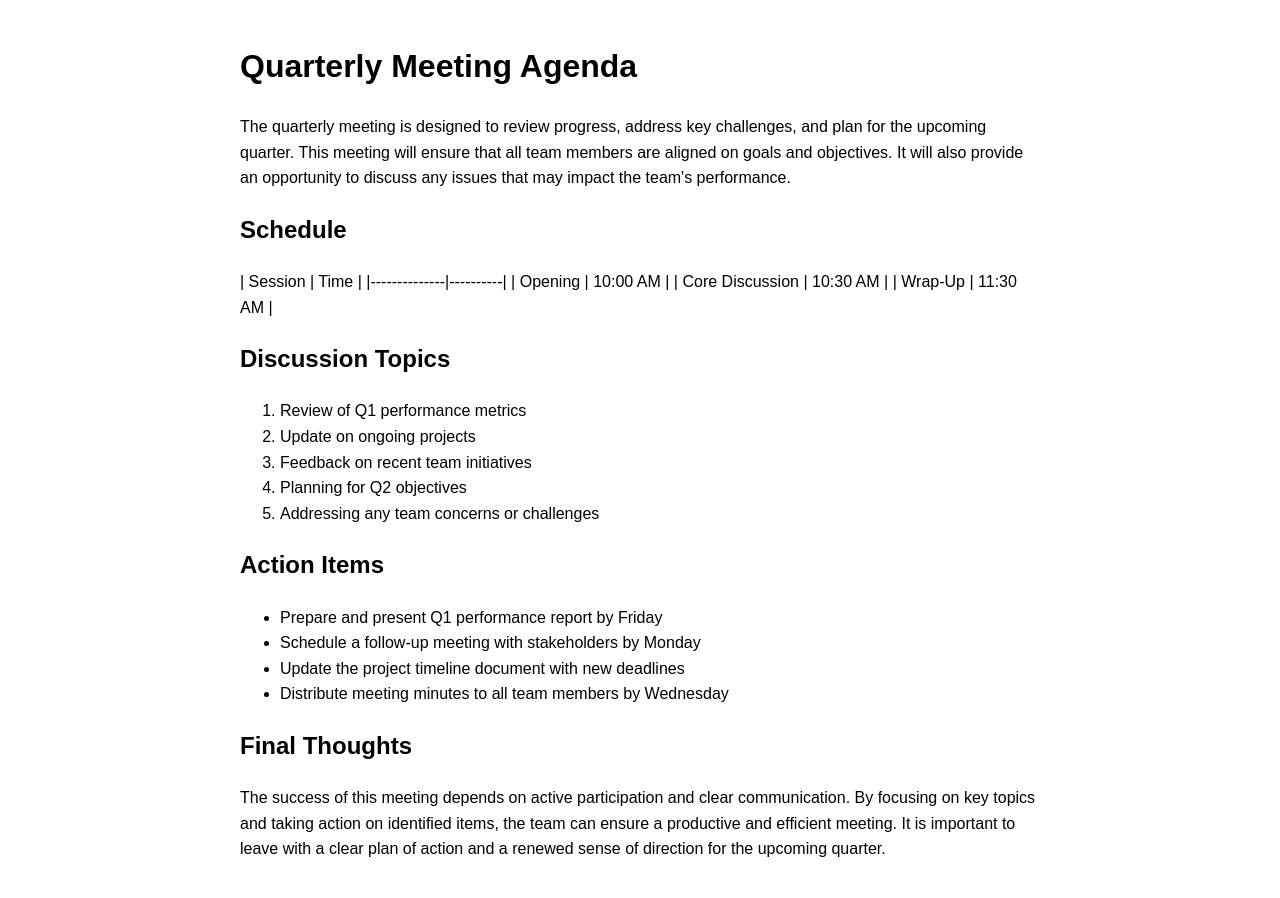 Quarterly Meeting Agenda
The quarterly meeting is designed to review progress, address key challenges, and plan for the upcoming
quarter. This meeting will ensure that all team members are aligned on goals and objectives. It will also provide
an opportunity to discuss any issues that may impact the team's performance.
Schedule
| Session | Time | |--------------|----------| | Opening | 10:00 AM | | Core Discussion | 10:30 AM | | Wrap-Up | 11:30
AM |
Discussion Topics
1. Review of Q1 performance metrics
2. Update on ongoing projects
3. Feedback on recent team initiatives
4. Planning for Q2 objectives
5. Addressing any team concerns or challenges
Action Items
• Prepare and present Q1 performance report by Friday
• Schedule a follow-up meeting with stakeholders by Monday
• Update the project timeline document with new deadlines
• Distribute meeting minutes to all team members by Wednesday
Final Thoughts
The success of this meeting depends on active participation and clear communication. By focusing on key topics
and taking action on identified items, the team can ensure a productive and efficient meeting. It is important to
leave with a clear plan of action and a renewed sense of direction for the upcoming quarter.